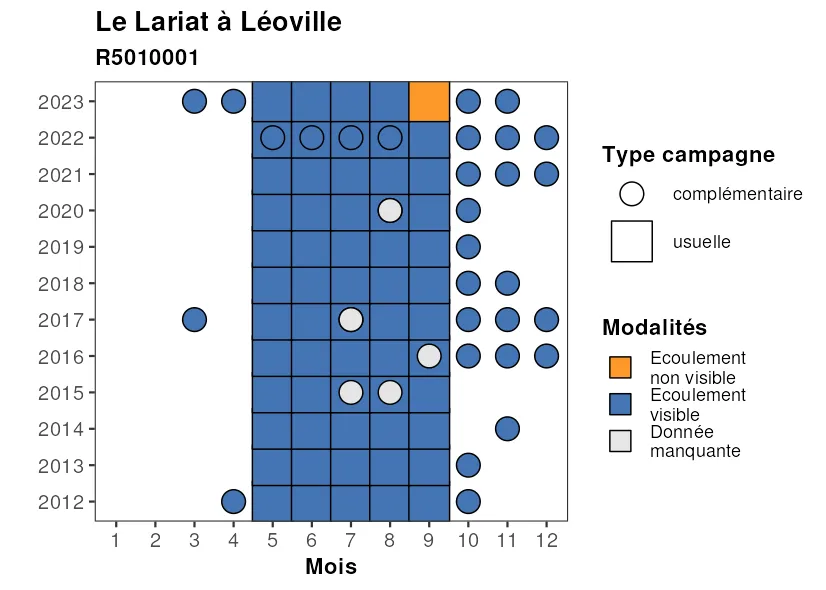 Le Lariat à Léoville
R5010001
2023
2022
2021
2020
2019
2018
2017
2016
2015
2014
2013
2012
1 2 3 4 5 6 7 8 9 10 11 12
Mois
Type campagne
complémentaire
usuelle
Modalités
Ecoulement
non visible
Ecoulement
visible
Donnée
manquante